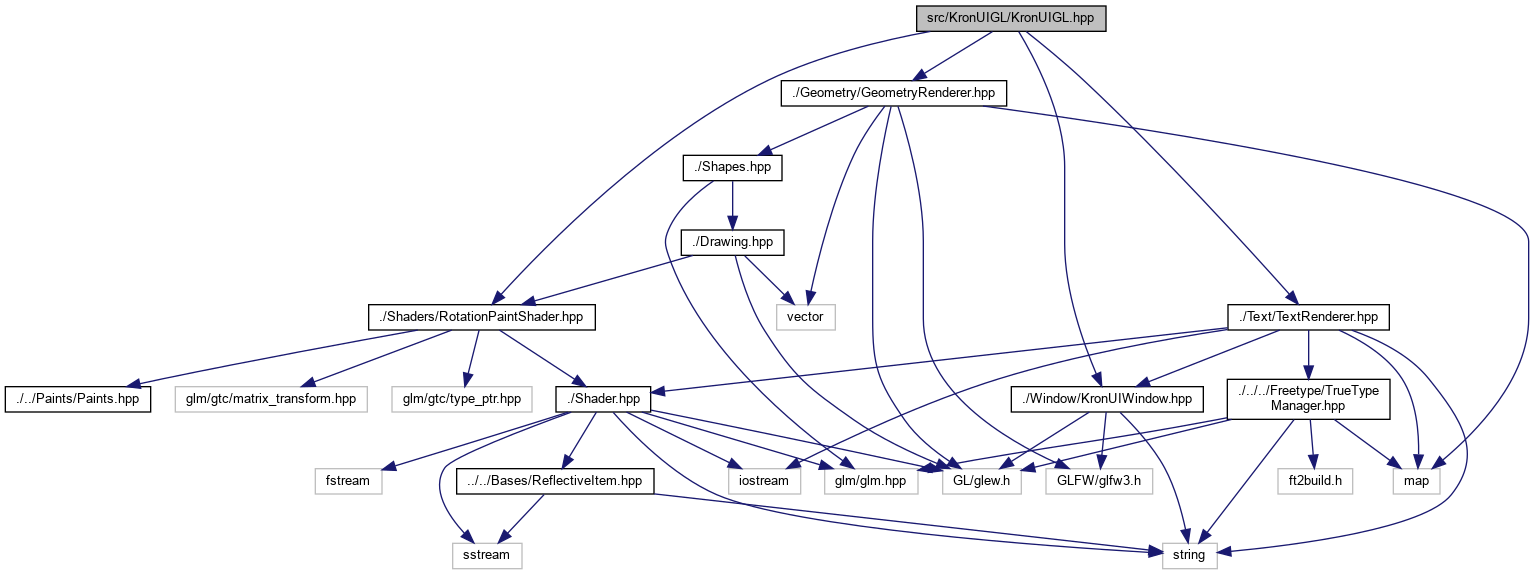 src/KronUIGL/KronUIGL.hpp
./Geometry/GeometryRenderer.hpp
./Shapes.hpp
./Drawing.hpp
./Shaders/RotationPaintShader.hpp
vector
./Text/TextRenderer.hpp
./../Paints/Paints.hpp
glm/gtc/matrix_transform.hpp
glm/gtc/type_ptr.hpp
./Shader.hpp
./Window/KronUIWindow.hpp
./../../Freetype/TrueType
Manager.hpp
fstream
../../Bases/ReflectiveItem.hpp
iostream
glm/glm.hpp
GL/glew.h
GLFW/glfw3.h
ft2build.h
map
sstream
string